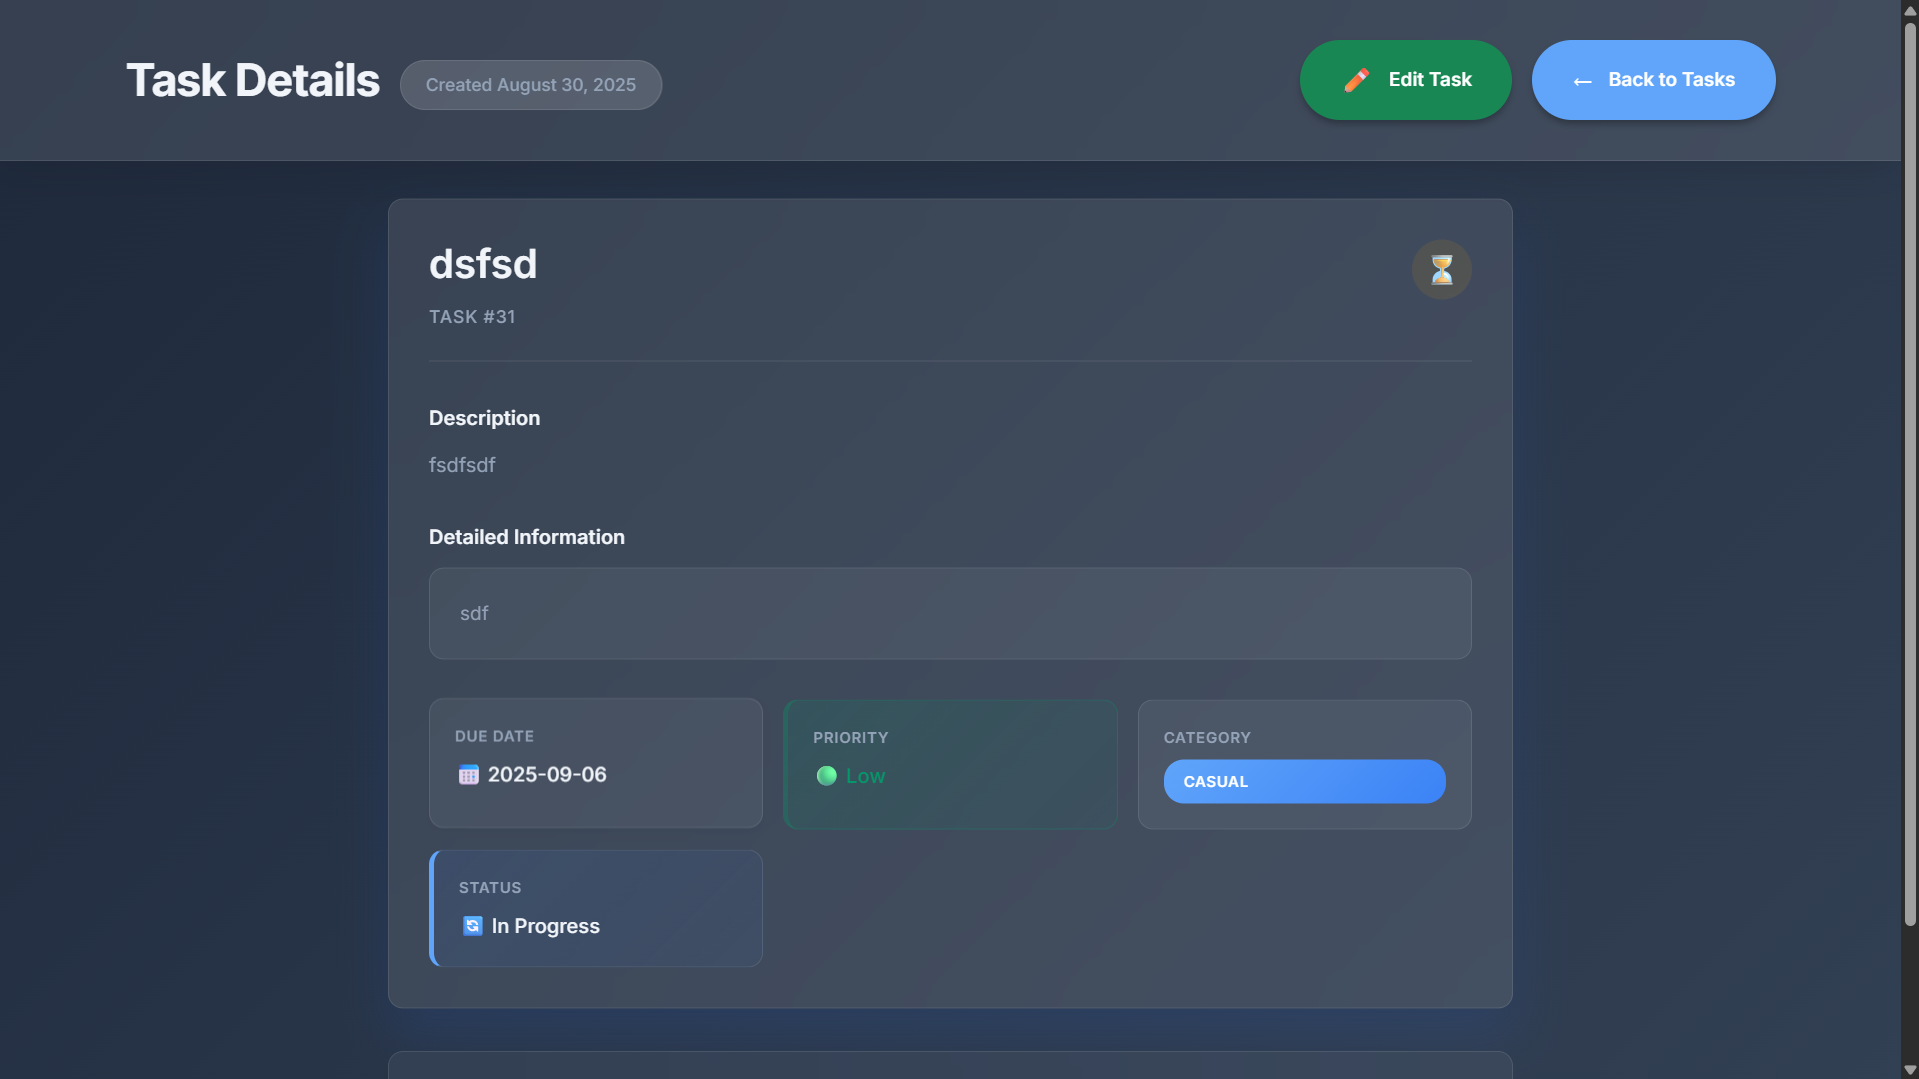 Task Details
Created August 30, 2025
Edit Task
← Back to Tasks
dsfsd
TASK #31
Description
fsdfsdf
Detailed Information
sdf
DUE DATE
2025-09-06
PRIORITY
Low
CATEGORY
CASUAL
STATUS
In Progress